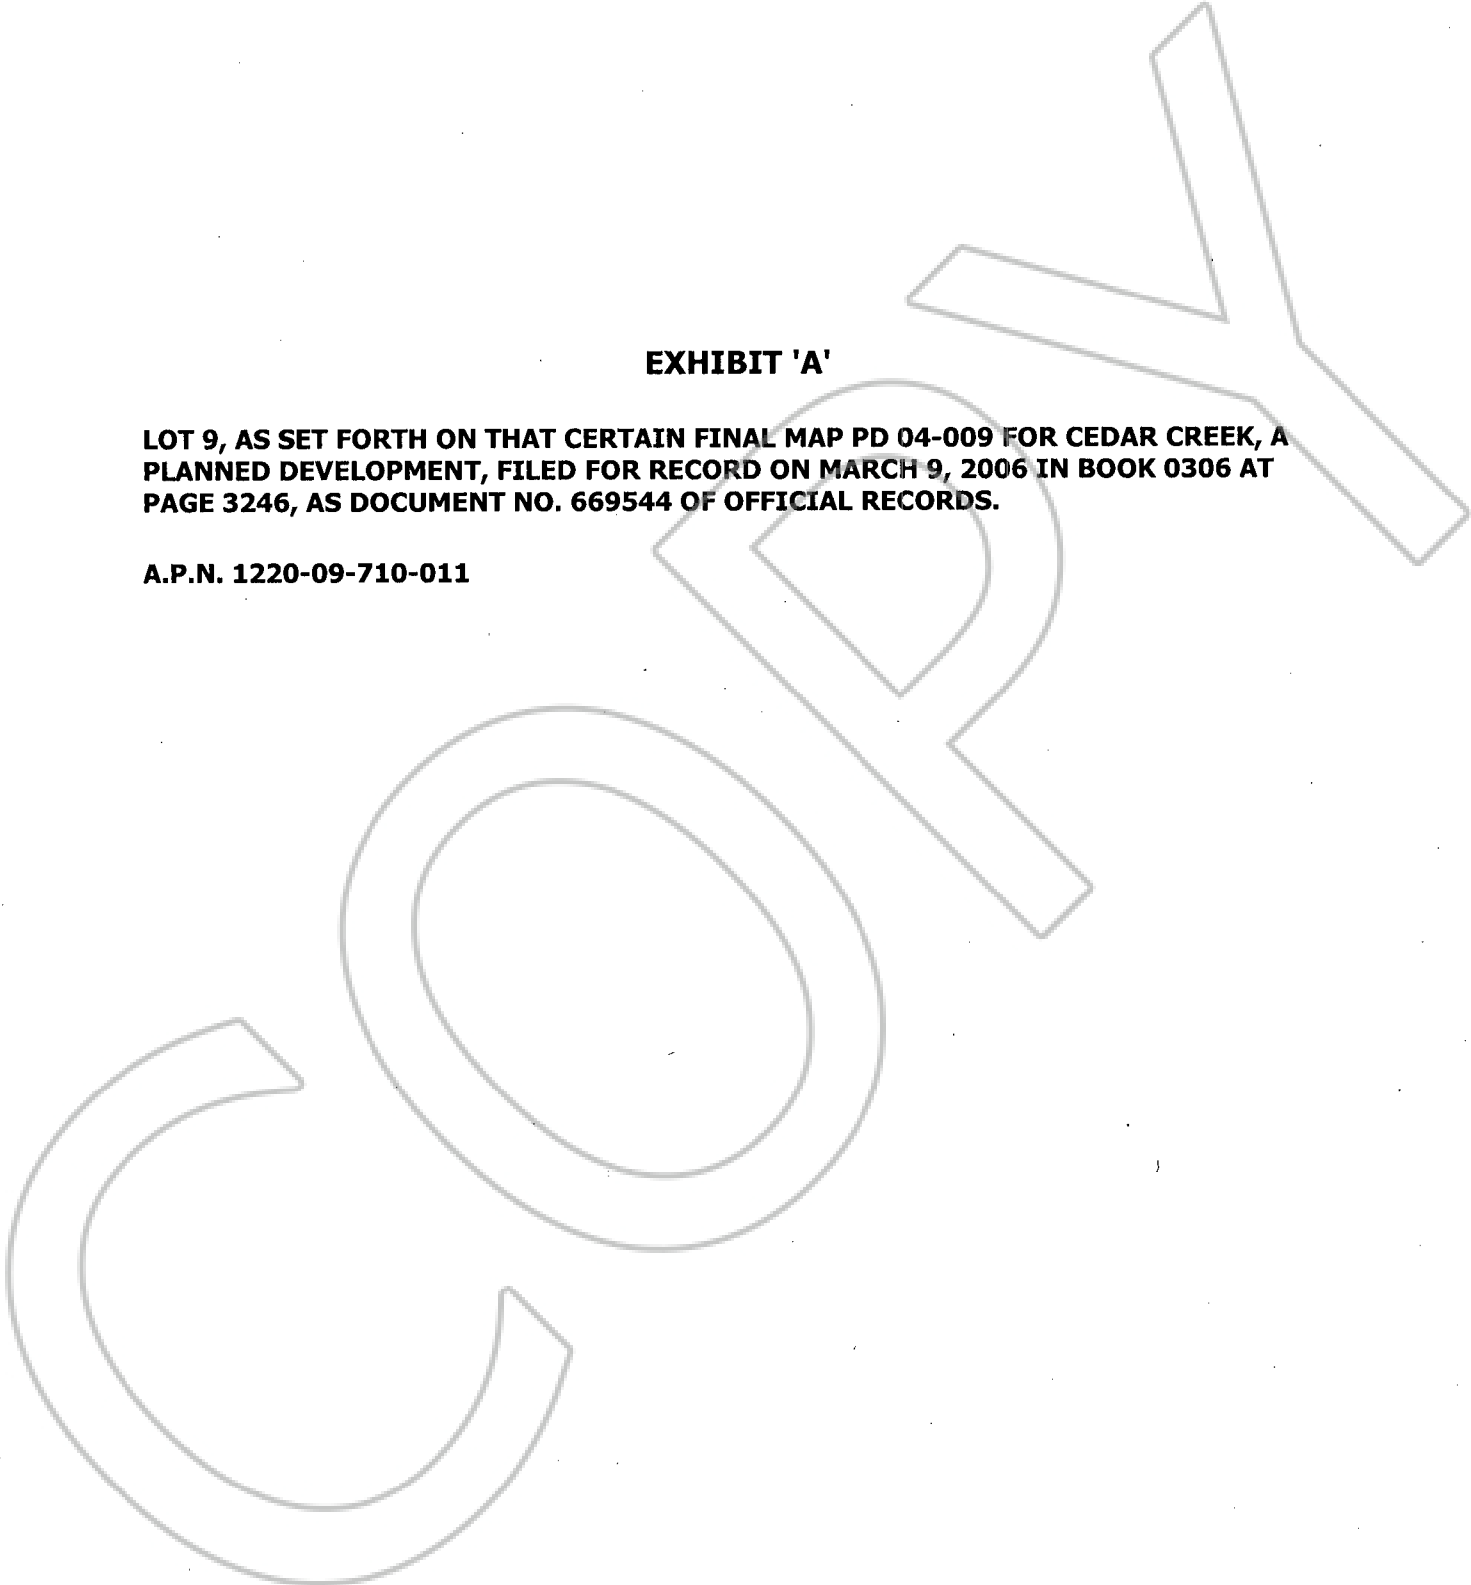 EXHIBIT 'A'
LOT 9, AS SET FORTH ON THAT CERTAIN FINAL MAP PD 04-009 FOR CEDAR CREEK, A
PLANNED DEVELOPMENT, FILED FOR RECORD ON MARCH 9, 2006 IN BOOK 0306 AT
PAGE 3246, AS DOCUMENT NO. 669544 OF OFFICIAL RECORDS.
A.P.N. 1220-09-710-011
COPY